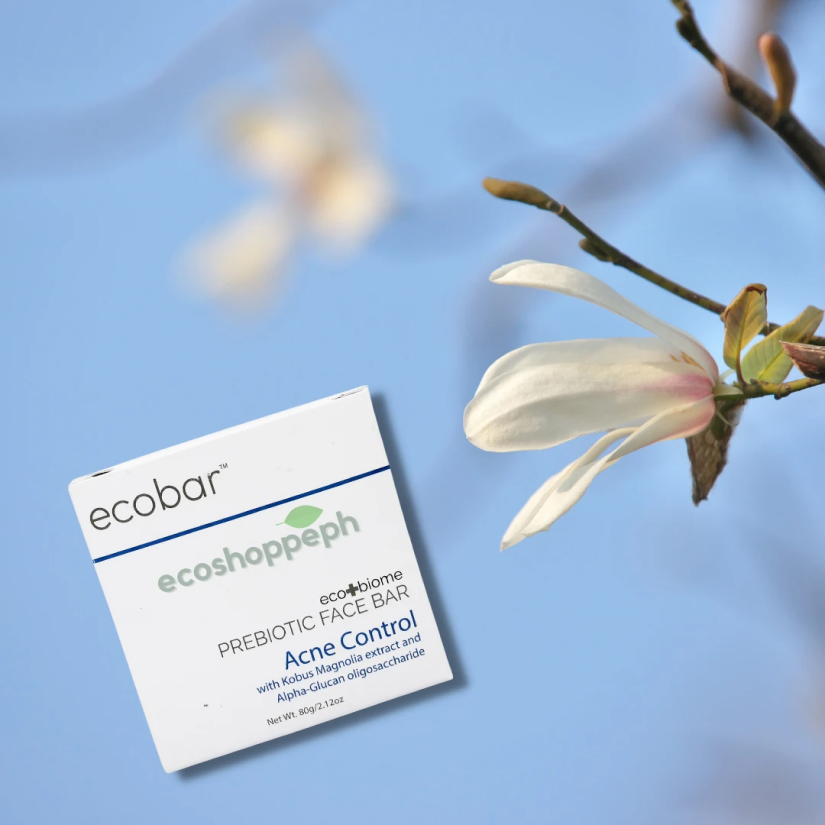 ecobar™
ecoshoppeph
eco+biome
PREBIOTIC FACE BAR
Acne Control
with Kobus Magnolia extract and
Alpha-Glucan oligosaccharide
Net Wt. 80g/2.12oz